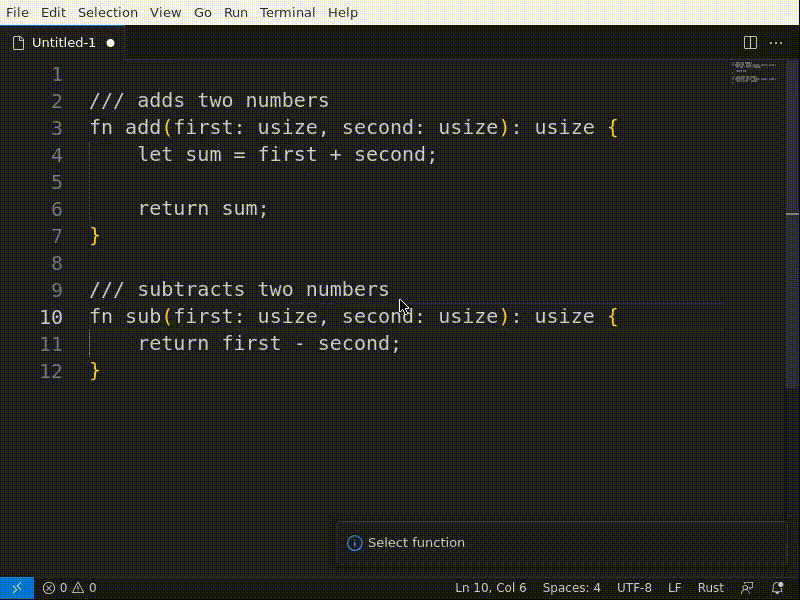 File Edit Selection View Go Run Terminal Help
Untitled-1
1
2 /// adds two numbers
3 fn add(first: usize, second: usize): usize {
4     let sum = first + second;
5
6     return sum;
7 }
8
9 /// subtracts two numbers
10 fn sub(first: usize, second: usize): usize {
11     return first - second;
12 }
Select function
0 0 Ln 10, Col 6 Spaces: 4 UTF-8 LF Rust